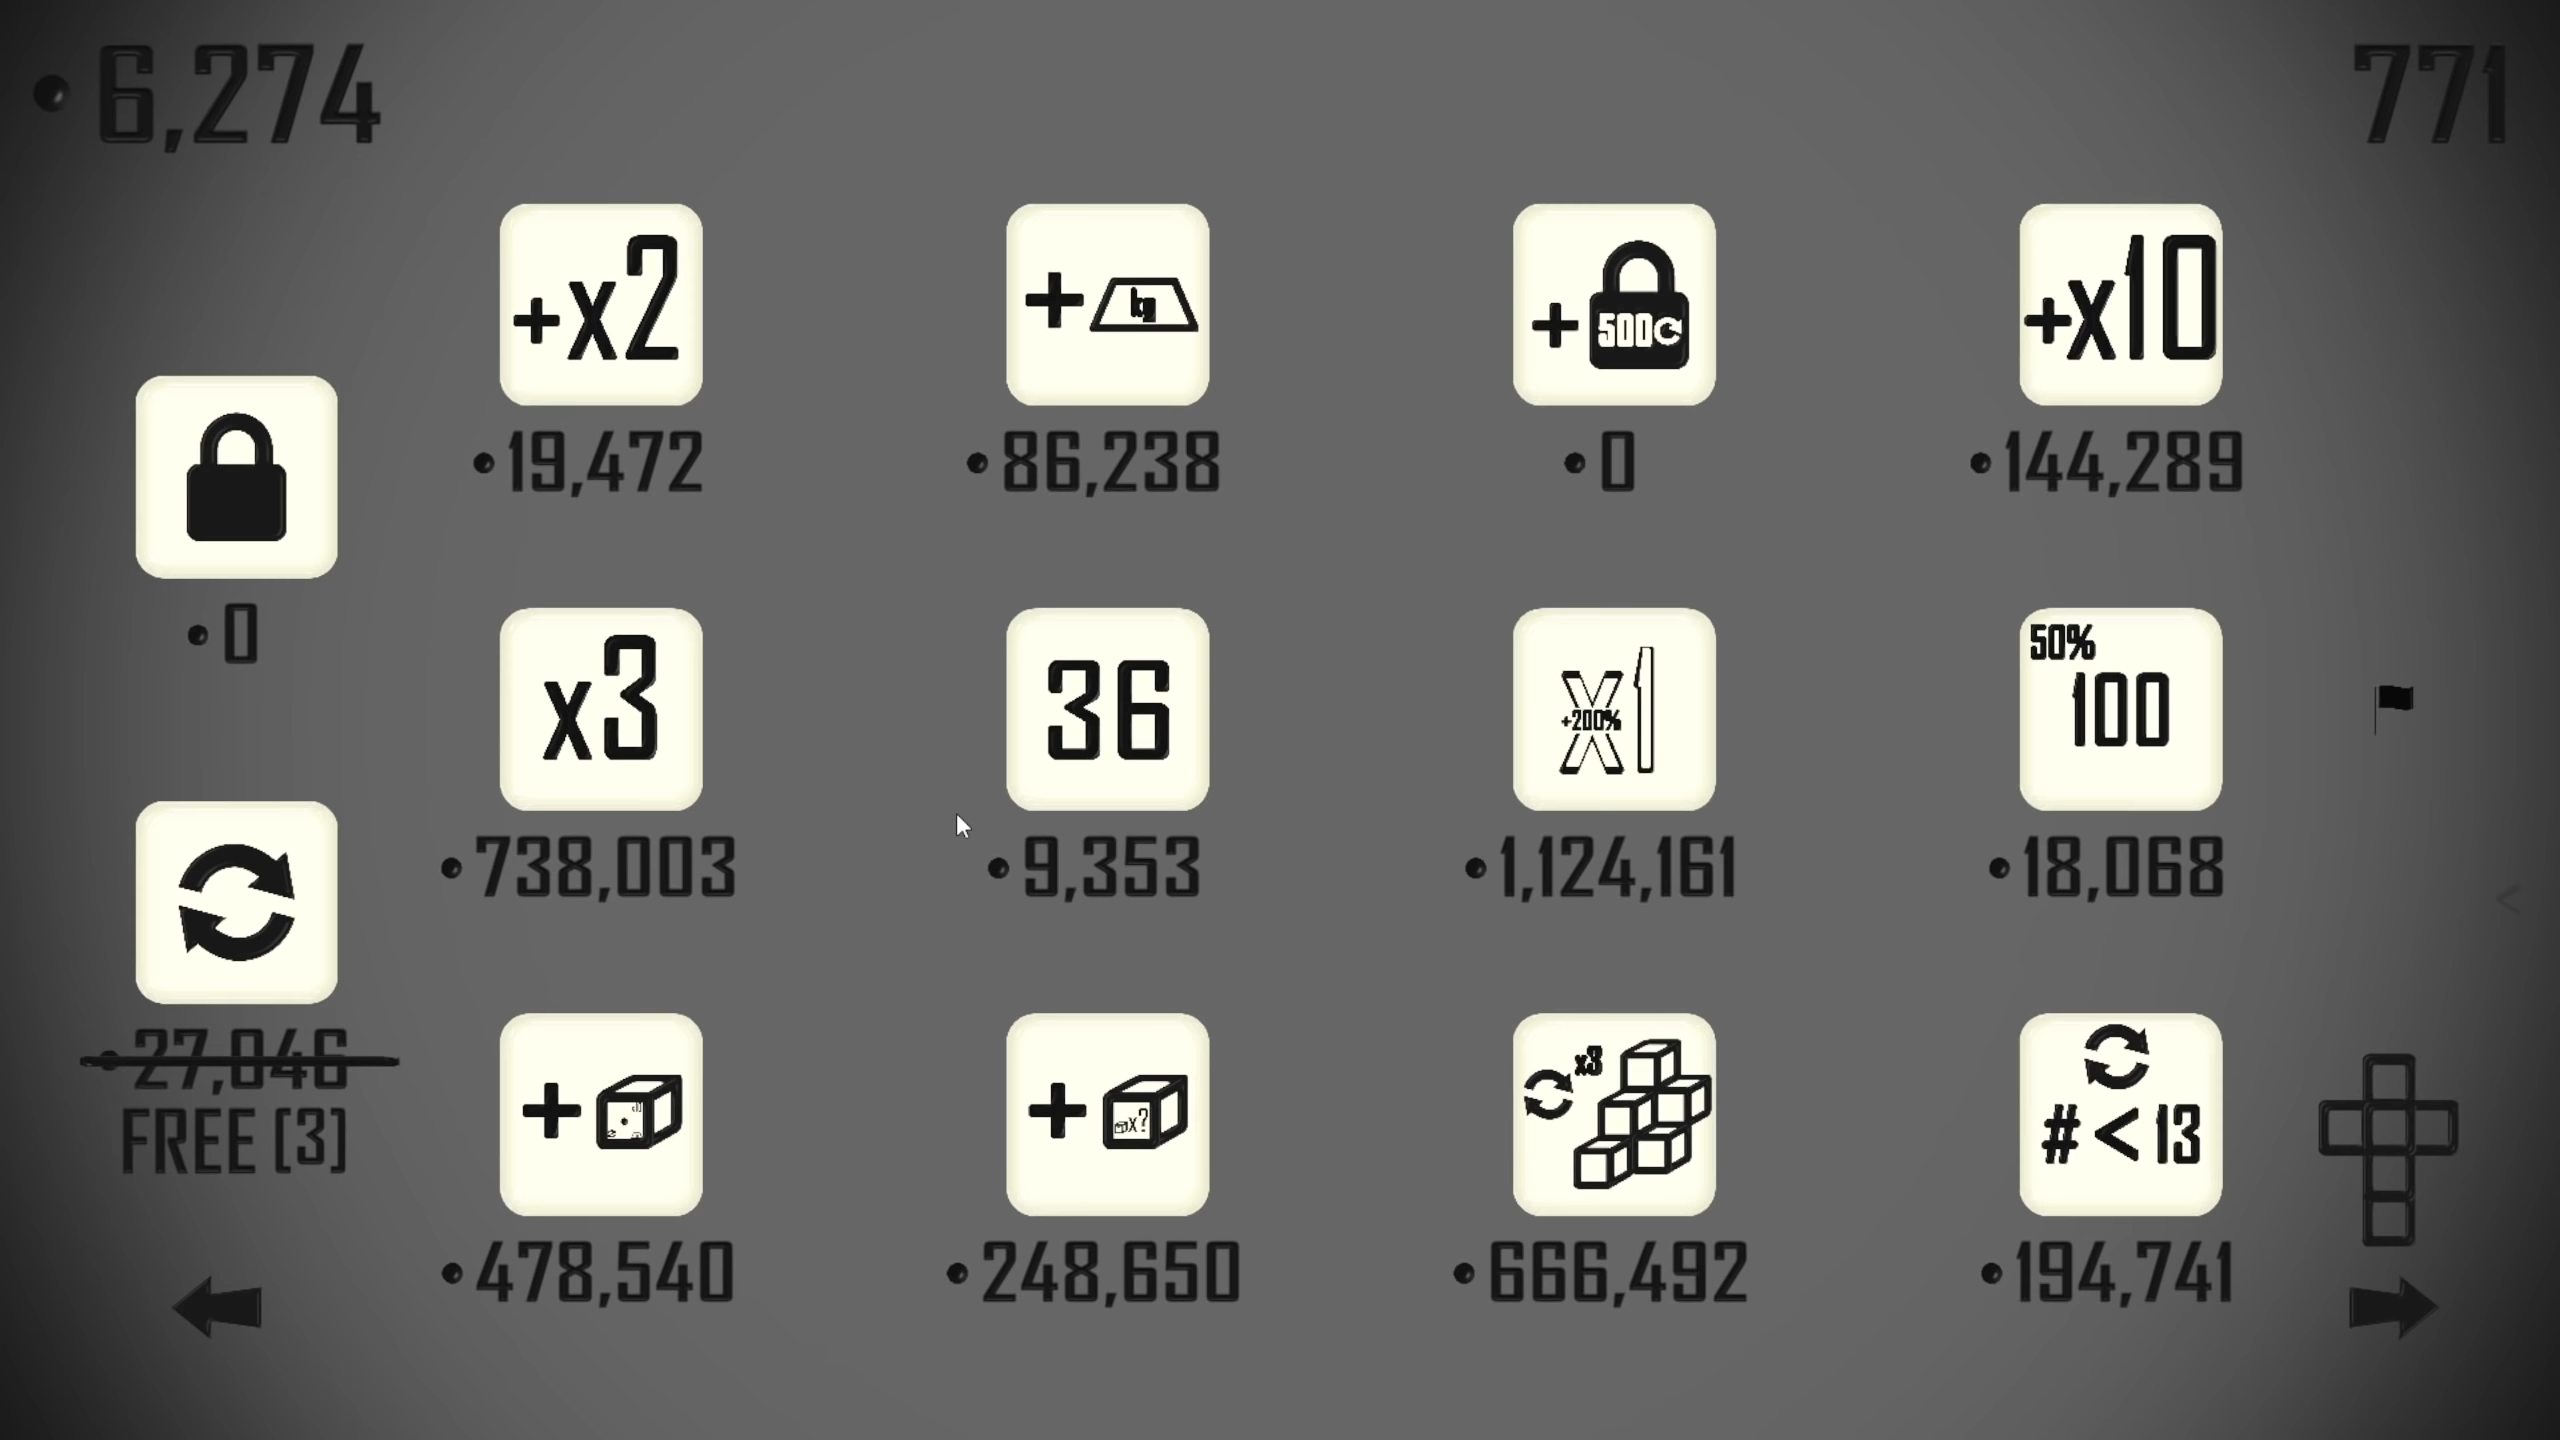 6,274
771
+x2
+kg
+500
+x10
19,472
86,238
0
144,289
0
x3
36
x1
+200%
50%
100
738,003
9,353
1,124,161
18,068
<
27,046
FREE [3]
+
+ x?
x3
# < 13
478,540
248,650
666,492
194,741